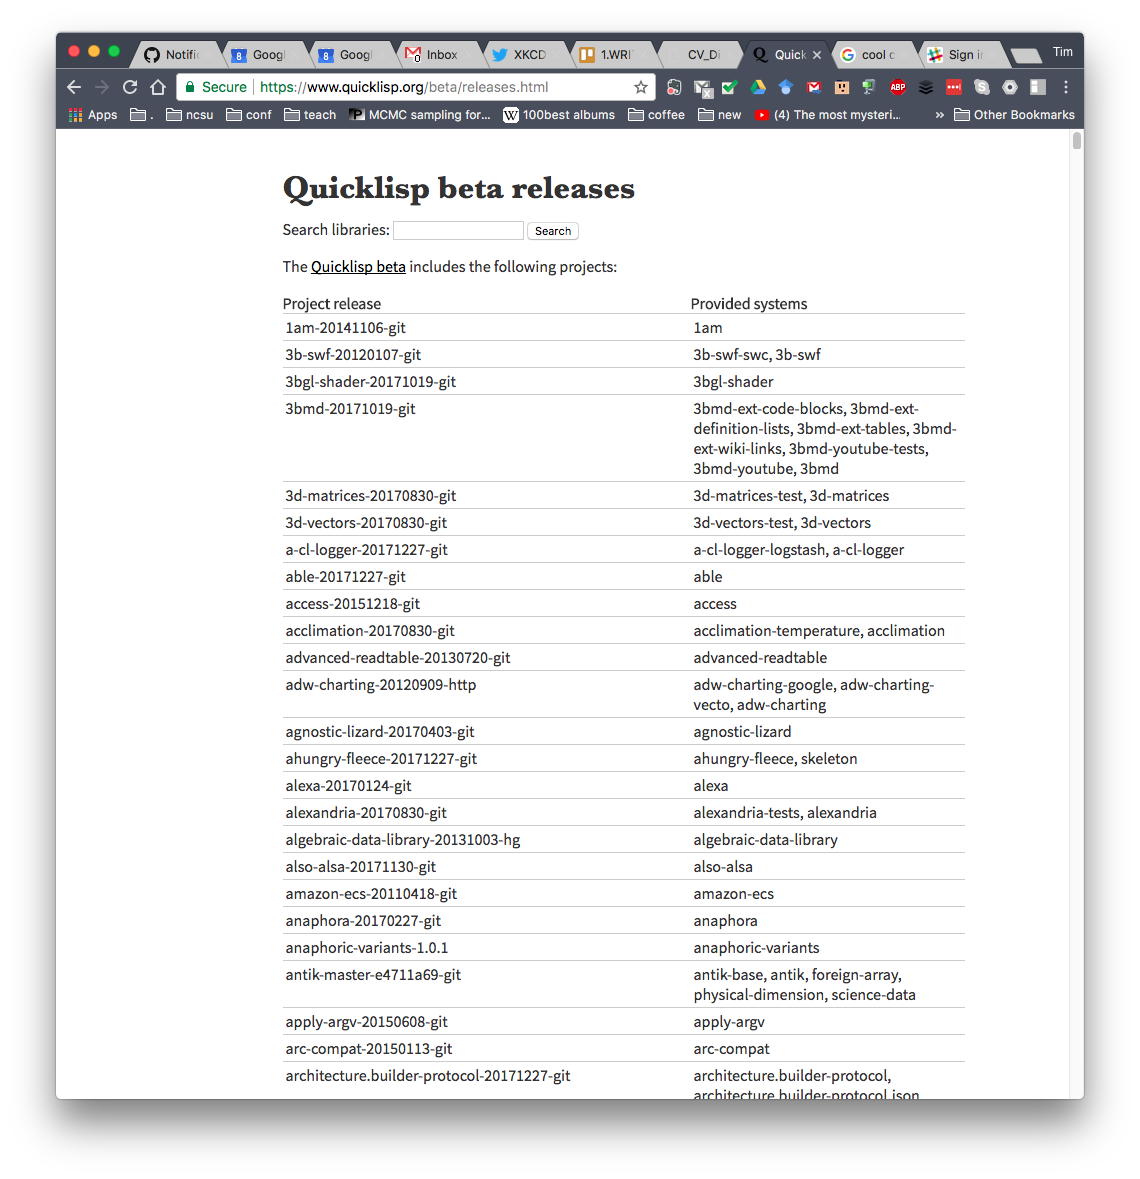 Notific Googl Googl Inbox XKCD 1.WRI CV_Di Quick cool c Sign in Tim
Secure https://www.quicklisp.org/beta/releases.html
Apps . ncsu conf teach MCMC sampling for... 100best albums coffee new (4) The most mysteri... » Other Bookmarks
Quicklisp beta releases
Search libraries: Search
The Quicklisp beta includes the following projects:
Project release Provided systems
1am-20141106-git 1am
3b-swf-20120107-git 3b-swf-swc, 3b-swf
3bgl-shader-20171019-git 3bgl-shader
3bmd-20171019-git 3bmd-ext-code-blocks, 3bmd-ext-
definition-lists, 3bmd-ext-tables, 3bmd-
ext-wiki-links, 3bmd-youtube-tests,
3bmd-youtube, 3bmd
3d-matrices-20170830-git 3d-matrices-test, 3d-matrices
3d-vectors-20170830-git 3d-vectors-test, 3d-vectors
a-cl-logger-20171227-git a-cl-logger-logstash, a-cl-logger
able-20171227-git able
access-20151218-git access
acclimation-20170830-git acclimation-temperature, acclimation
advanced-readtable-20130720-git advanced-readtable
adw-charting-20120909-http adw-charting-google, adw-charting-
vecto, adw-charting
agnostic-lizard-20170403-git agnostic-lizard
ahungry-fleece-20171227-git ahungry-fleece, skeleton
alexa-20170124-git alexa
alexandria-20170830-git alexandria-tests, alexandria
algebraic-data-library-20131003-hg algebraic-data-library
also-alsa-20171130-git also-alsa
amazon-ecs-20110418-git amazon-ecs
anaphora-20170227-git anaphora
anaphoric-variants-1.0.1 anaphoric-variants
antik-master-e4711a69-git antik-base, antik, foreign-array,
physical-dimension, science-data
apply-argv-20150608-git apply-argv
arc-compat-20150113-git arc-compat
architecture.builder-protocol-20171227-git architecture.builder-protocol,
architecture.builder-protocol.json